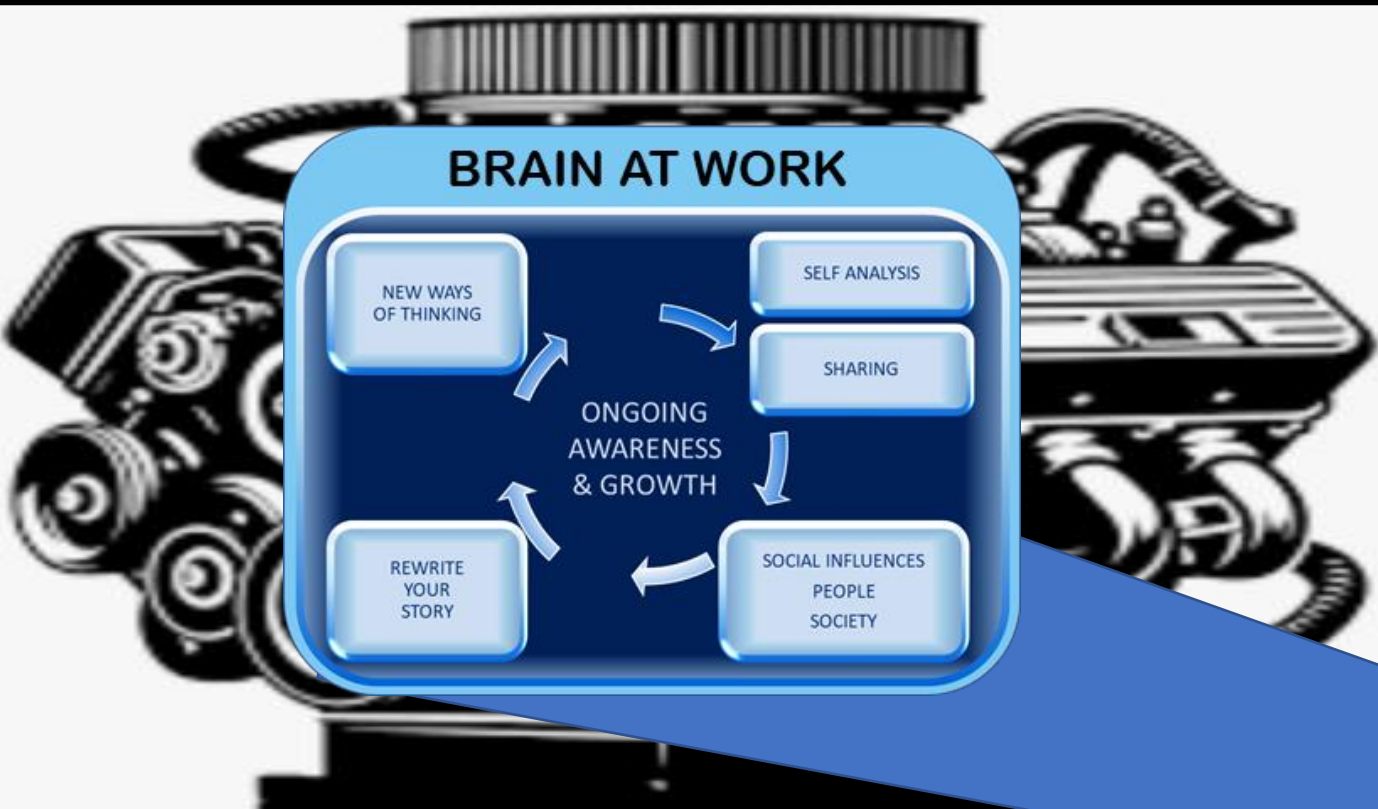 BRAIN AT WORK
NEW WAYS
OF THINKING
SELF ANALYSIS
SHARING
ONGOING
AWARENESS
& GROWTH
REWRITE
YOUR
STORY
SOCIAL INFLUENCES
PEOPLE
SOCIETY